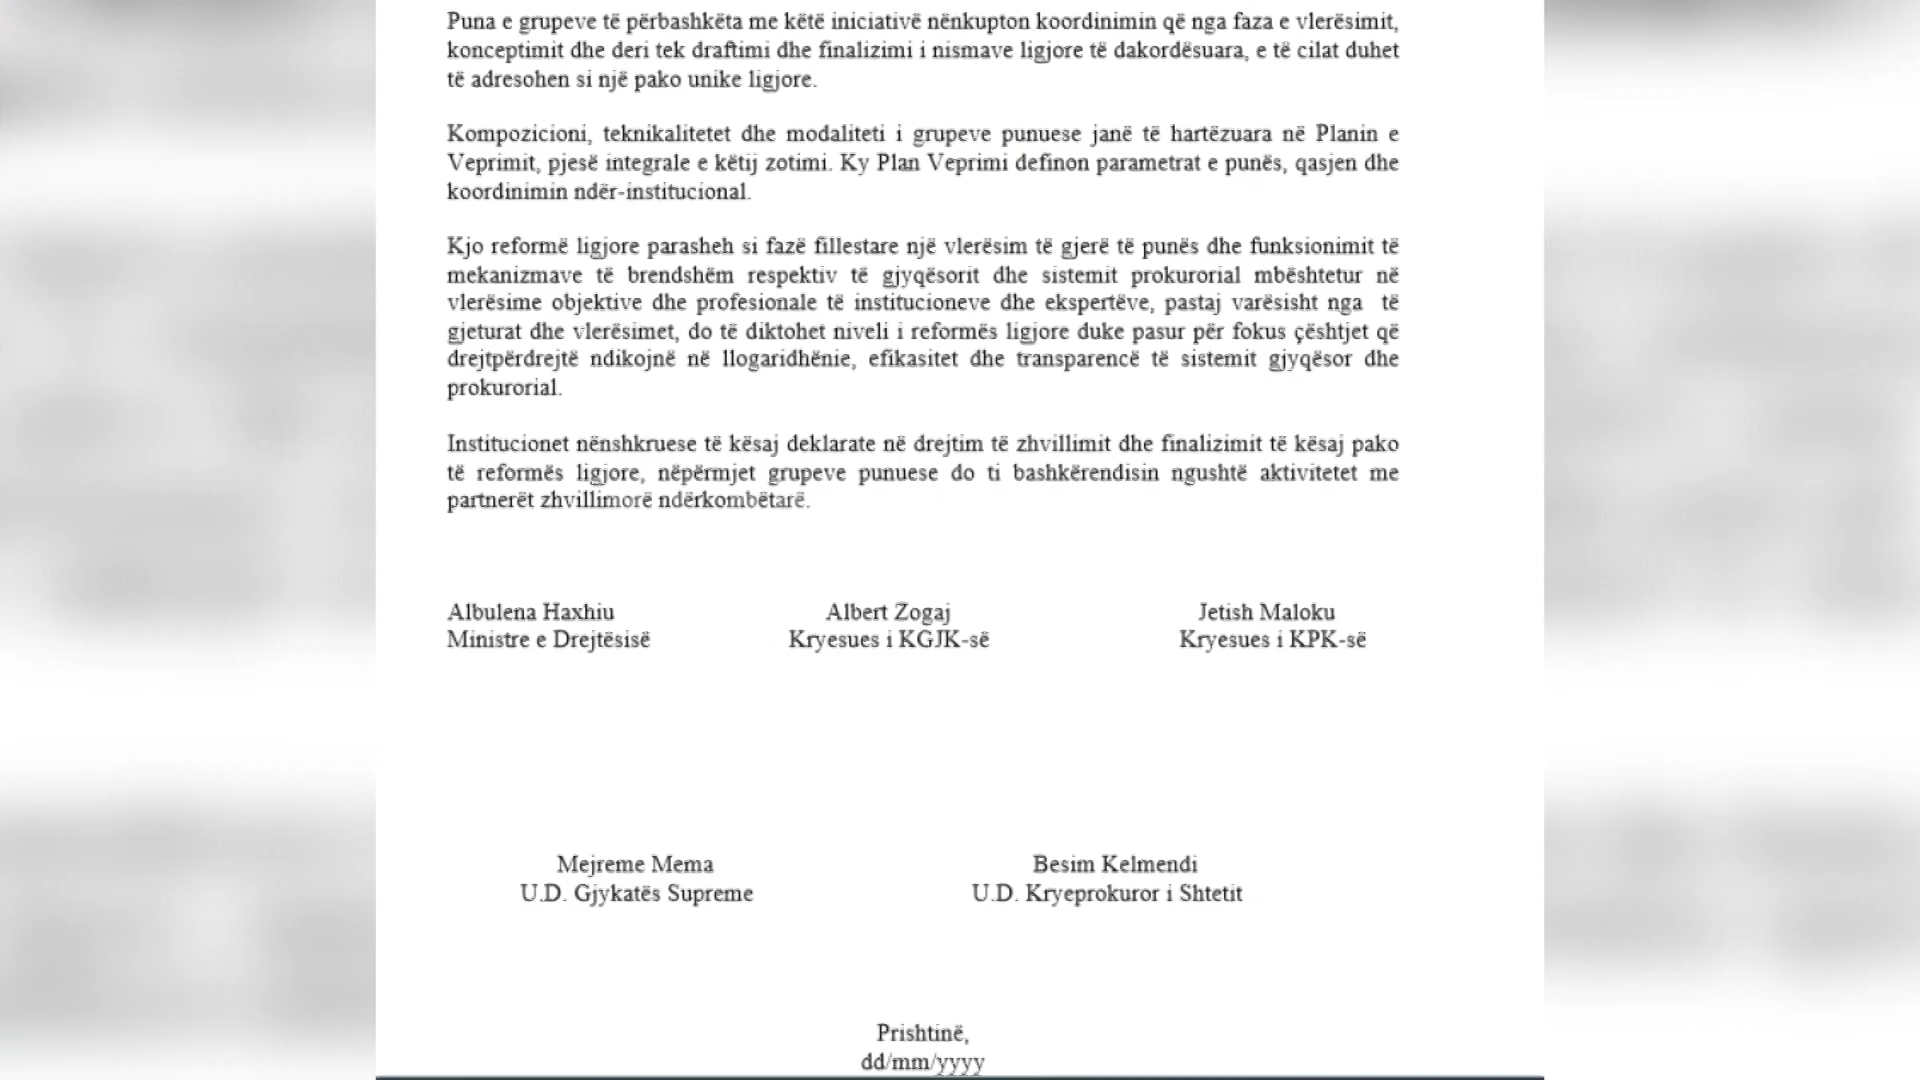 Puna e grupeve të përbashkëta me këtë iniciativë nënkupton koordinimin që nga faza e vlerësimit,
konceptimit dhe deri tek draftimi dhe finalizimi i nismave ligjore të dakordësuara, e të cilat duhet
të adresohen si një pako unike ligjore.
Kompozicioni, teknikalitetet dhe modaliteti i grupeve punuese janë të hartëzuara në Planin e
Veprimit, pjesë integrale e këtij zotimi. Ky Plan Veprimi definon parametrat e punës, qasjen dhe
koordinimin ndër-institucional.
Kjo reformë ligjore parasheh si fazë fillestare një vlerësim të gjerë të punës dhe funksionimit të
mekanizmave të brendshëm respektiv të gjyqësorit dhe sistemit prokurorial mbështetur në
vlerësime objektive dhe profesionale të institucioneve dhe ekspertëve, pastaj varësisht nga të
gjeturat dhe vlerësimet, do të diktohet niveli i reformës ligjore duke pasur për fokus çështjet që
drejtpërdrejtë ndikojnë në llogaridhënie, efikasitet dhe transparencë të sistemit gjyqësor dhe
prokurorial.
Institucionet nënshkruese të kësaj deklarate në drejtim të zhvillimit dhe finalizimit të kësaj pako
të reformës ligjore, nëpërmjet grupeve punuese do ti bashkërendisin ngushtë aktivitetet me
partnerët zhvillimorë ndërkombëtarë.
Albulena Haxhiu Albert Zogaj Jetish Maloku
Ministre e Drejtësisë Kryesues i KGJK-së Kryesues i KPK-së
Mejreme Mema Besim Kelmendi
U.D. Gjykatës Supreme U.D. Kryeprokuror i Shtetit
Prishtinë,
dd/mm/yyyy